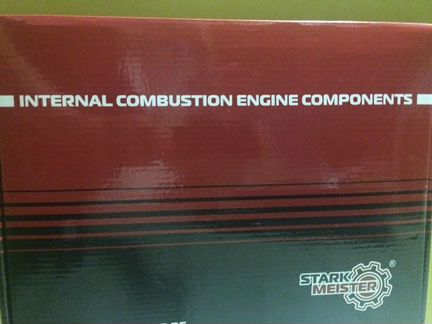 INTERNAL COMBUSTION ENGINE COMPONENTS
STARK
MEISTER
®